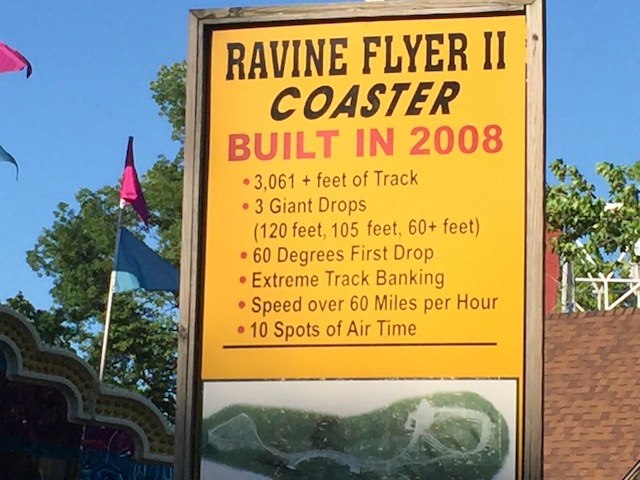 RAVINE FLYER II
COASTER
BUILT IN 2008
• 3,061 + feet of Track
• 3 Giant Drops
(120 feet, 105 feet, 60+ feet)
• 60 Degrees First Drop
• Extreme Track Banking
• Speed over 60 Miles per Hour
• 10 Spots of Air Time